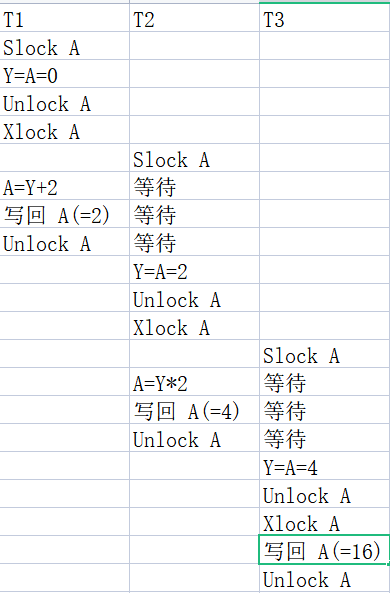 T1 T2 T3
Slock A
Y=A=0
Unlock A
Xlock A
Slock A
A=Y+2 等待
写回 A(=2) 等待
Unlock A 等待
Y=A=2
Unlock A
Xlock A
Slock A
A=Y*2 等待
写回 A(=4) 等待
Unlock A 等待
Y=A=4
Unlock A
Xlock A
写回 A(=16)
Unlock A